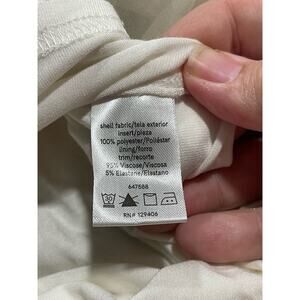 shell fabric/tela exterior
insert/pieza
100% polyester/Poliéster
lining/forro
trim/recorte
95% Viscose/Viscosa
5% Elastane/Elastano
647588
30
RN# 129406